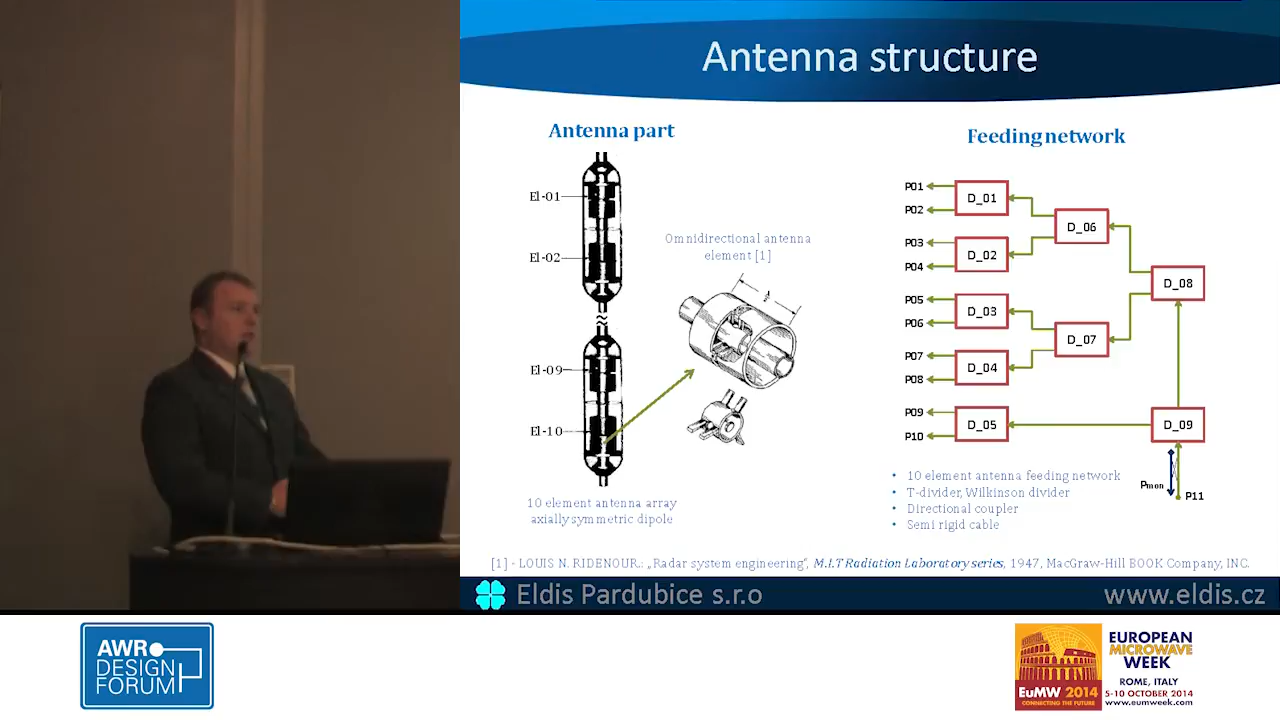 Antenna structure
Antenna part
El-01
El-02
El-09
El-10
10 element antenna array
axially symmetric dipole
Omnidirectional antenna
element [1]
Feeding network
P01
P02
P03
P04
P05
P06
P07
P08
P09
P10
D_01
D_02
D_03
D_04
D_05
D_06
D_07
D_08
D_09
Pmon
P11
• 10 element antenna feeding network
• T-divider, Wilkinson divider
• Directional coupler
• Semi rigid cable
[1] - LOUIS N. RIDENOUR.: „Radar system engineering“, M.I.T Radiation Laboratory series, 1947, MacGraw-Hill BOOK Company, INC.
Eldis Pardubice s.r.o
www.eldis.cz
AWR
DESIGN
FORUM
EuMW 2014
CONNECTING THE FUTURE
EUROPEAN
MICROWAVE
WEEK
ROME, ITALY
5-10 OCTOBER 2014
www.eumweek.com